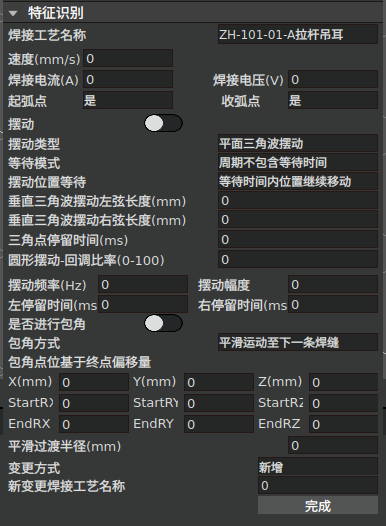 特征识别
焊接工艺名称 ZH-101-01-A拉杆吊耳
速度(mm/s) 0
焊接电流(A) 0 焊接电压(V) 0
起弧点 是 收弧点 是
摆动
摆动类型 平面三角波摆动
等待模式 周期不包含等待时间
摆动位置等待 等待时间内位置继续移动
垂直三角波摆动左弦长度(mm) 0
垂直三角波摆动右弦长度(mm) 0
三角点停留时间(ms) 0
圆形摆动-回调比率(0-100) 0
摆动频率(Hz) 0 摆动幅度 0
左停留时间(ms 0 右停留时间(ms 0
是否进行包角
包角方式 平滑运动至下一条焊缝
包角点位基于终点偏移量
X(mm) 0 Y(mm) 0 Z(mm) 0
StartRX 0 StartRY 0 StartRZ 0
EndRX 0 EndRY 0 EndRZ 0
平滑过渡半径(mm) 0
变更方式 新增
新变更焊接工艺名称 0
完成